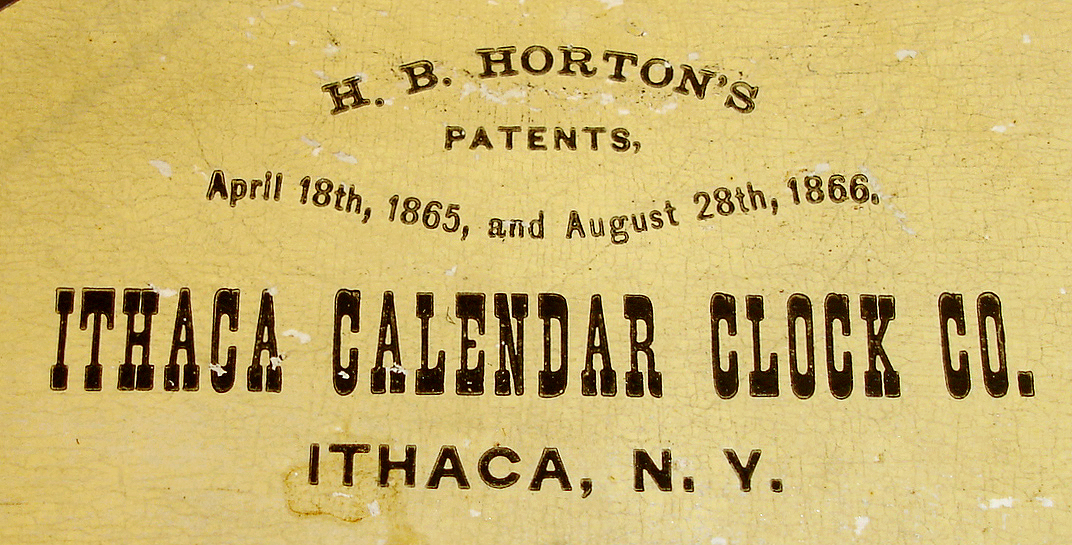 H. B. HORTON'S
PATENTS,
April 18th, 1865, and August 28th, 1866.
ITHACA CALENDAR CLOCK CO.
ITHACA, N. Y.